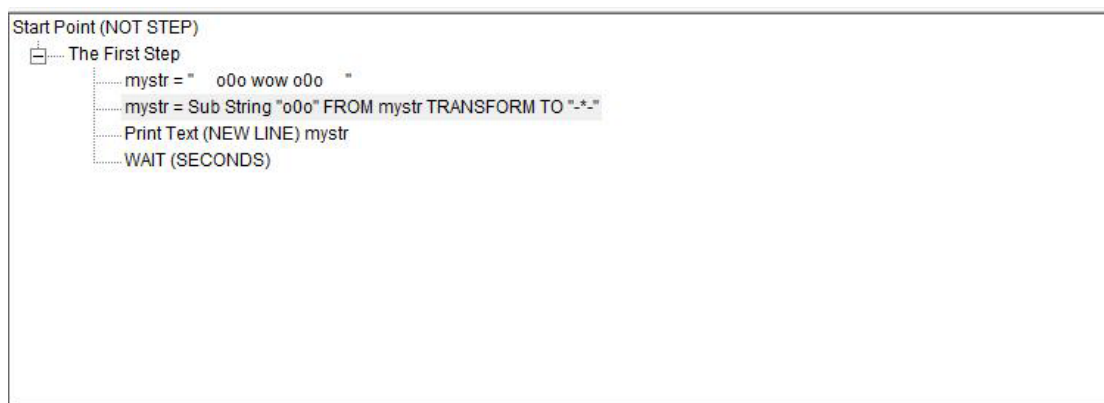 Start Point (NOT STEP)
The First Step
mystr = "     o0o wow o0o     "
mystr = Sub String "o0o" FROM mystr TRANSFORM TO "-*-"
Print Text (NEW LINE) mystr
WAIT (SECONDS)